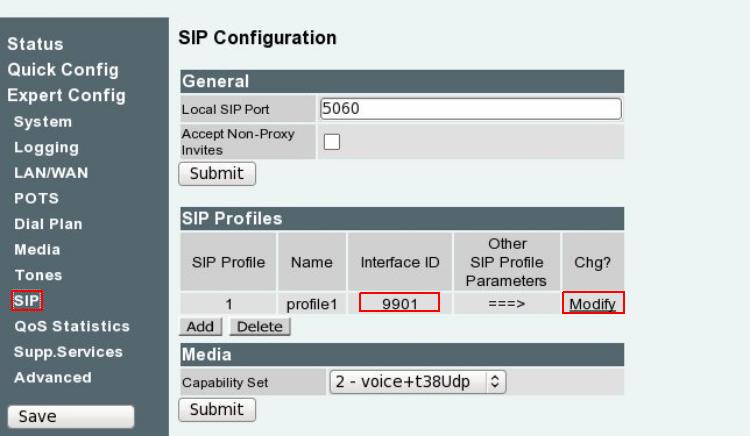 Status
Quick Config
Expert Config
System
Logging
LAN/WAN
POTS
Dial Plan
Media
Tones
SIP
QoS Statistics
Supp.Services
Advanced
Save
SIP Configuration
General
Local SIP Port 5060
Accept Non-Proxy
Invites
Submit
SIP Profiles
SIP Profile Name Interface ID Other SIP Profile Parameters Chg?
1 profile1 9901 ===> Modify
Add Delete
Media
Capability Set 2 - voice+t38Udp
Submit